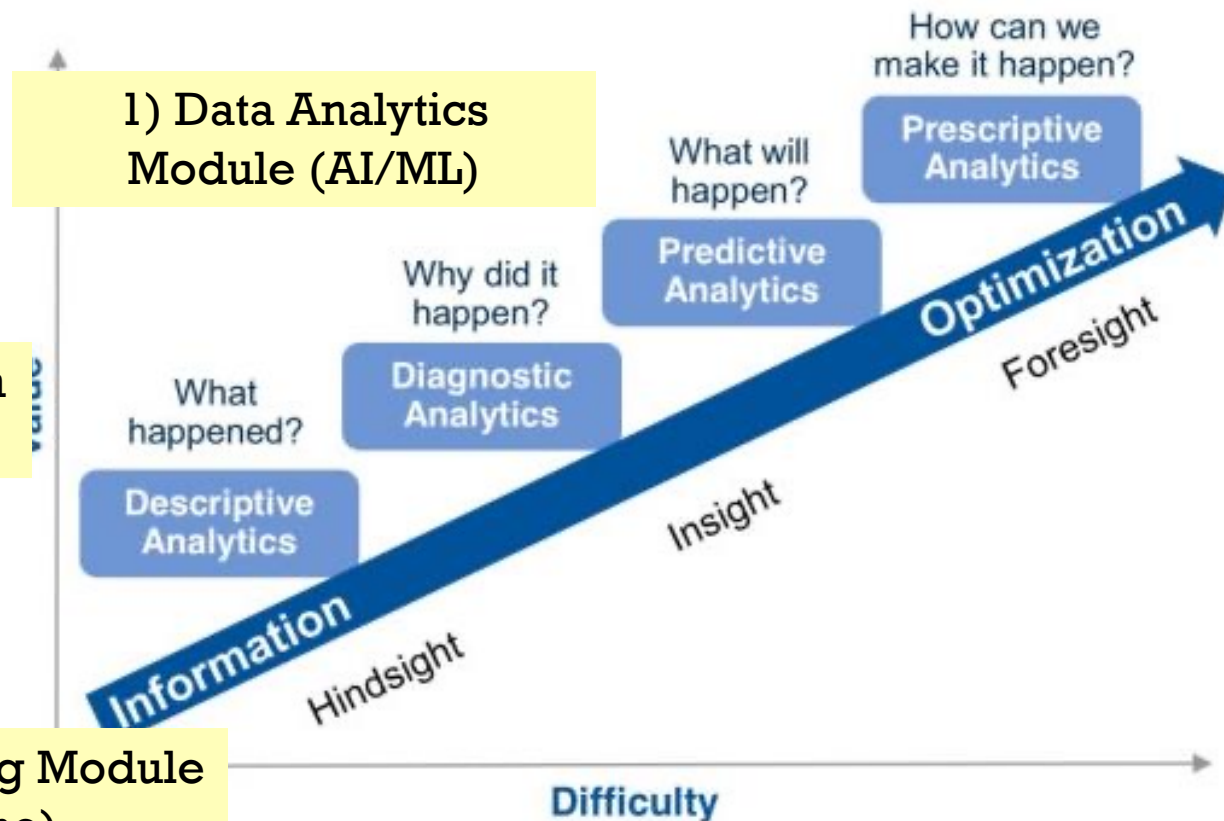 How can we
make it happen?
1) Data Analytics
Module (AI/ML)
Prescriptive
Analytics
What will
happen?
Predictive
Analytics
Optimization
Foresight
Why did it
happen?
Diagnostic
Analytics
What
happened?
Insight
Descriptive
Analytics
Information
Hindsight
Module
Difficulty